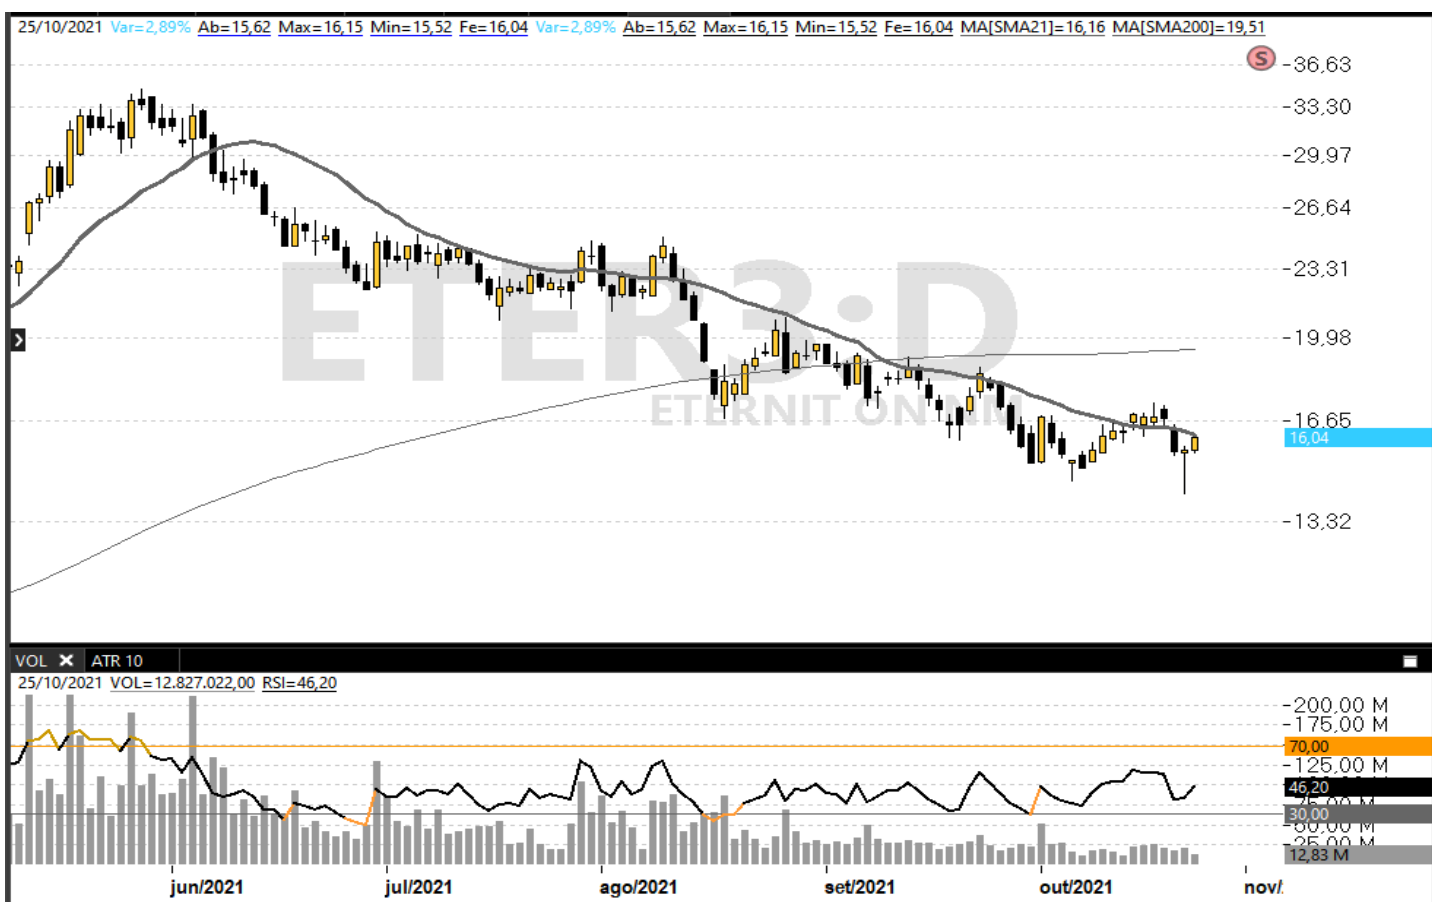 25/10/2021 Var=2,89% Ab=15,62 Max=16,15 Min=15,52 Fe=16,04 Var=2,89% Ab=15,62 Max=16,15 Min=15,52 Fe=16,04 MA[SMA21]=16,16 MA[SMA200]=19,51
S
36,63
33,30
29,97
26,64
23,31
19,98
16,65
16,04
13,32
ETER3:D
ETERNIT ON NM
VOL ATR 10
25/10/2021 VOL=12.827.022,00 RSI=46,20
200,00 M
175,00 M
70,00
125,00 M
46,20
30,00
50,00 M
25,00 M
12,83 M
jun/2021 jul/2021 ago/2021 set/2021 out/2021 nov/